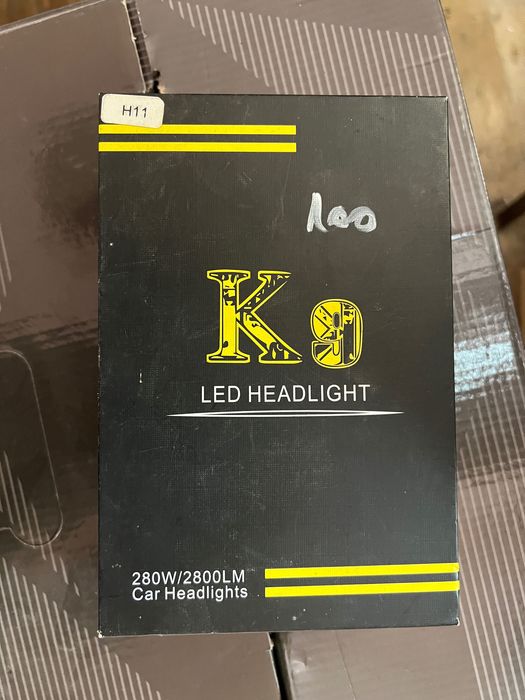 H11
100
K9
LED HEADLIGHT
280W/2800LM
Car Headlights